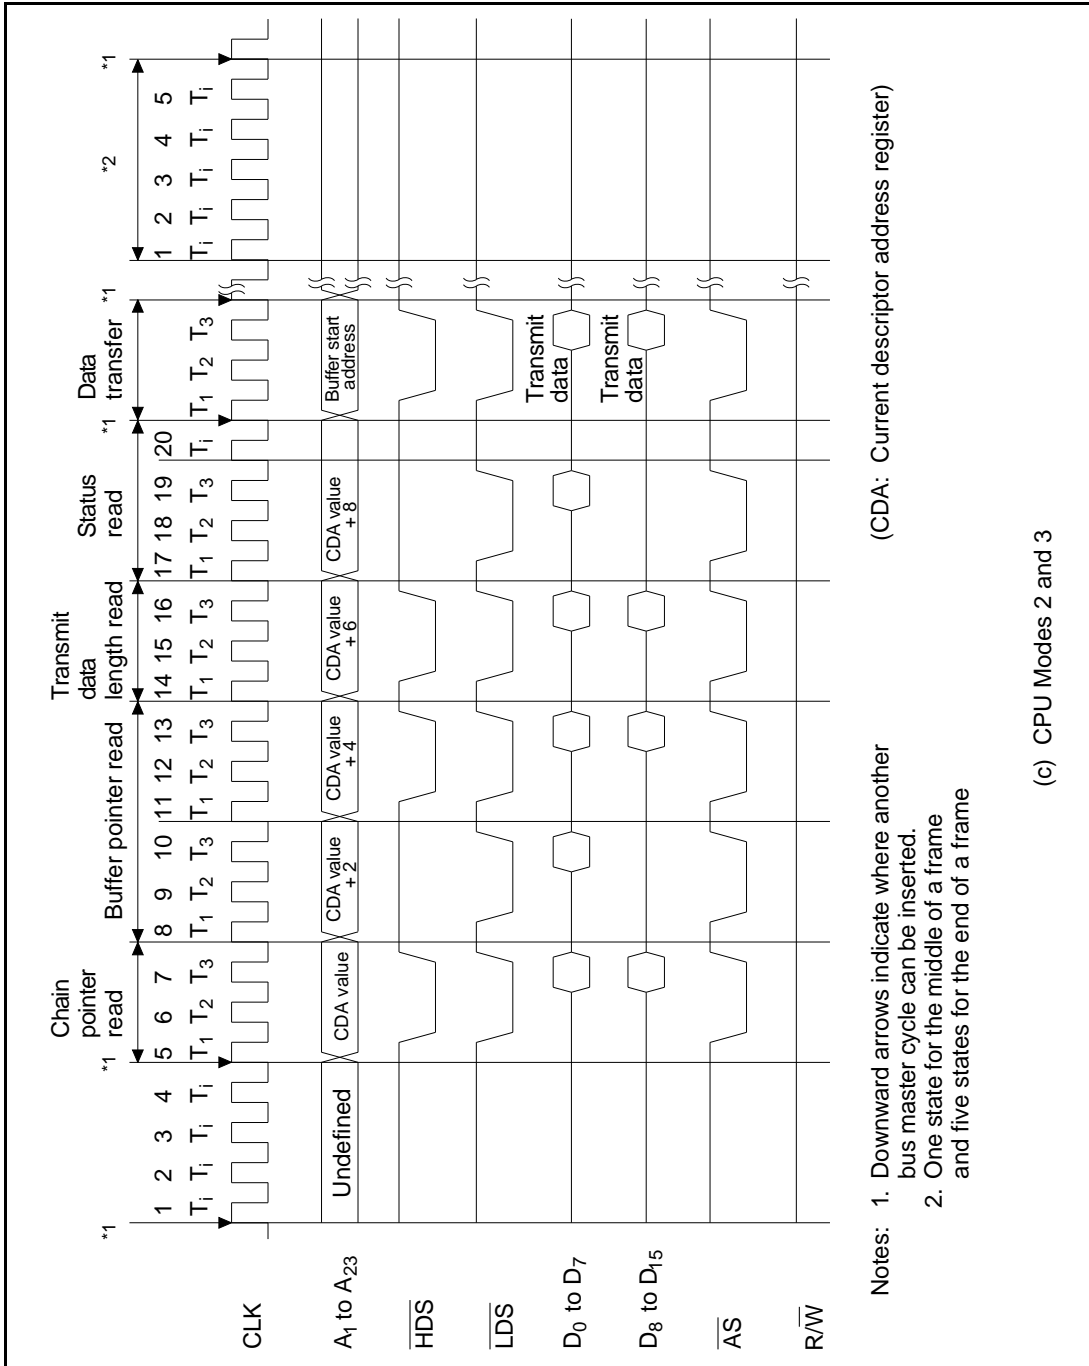 Chain
pointer
read
Buffer pointer read
Transmit
data
length read
Status
read
Data
transfer
*1 *1 *1 *1 *2 *1
1 2 3 4 5 6 7 8 9 10 11 12 13 14 15 16 17 18 19 20 1 2 3 4 5
Ti Ti Ti Ti T1 T2 T3 T1 T2 T3 T1 T2 T3 T1 T2 T3 T1 T2 T3 Ti T1 T2 T3 Ti Ti Ti Ti Ti
CLK
A1 to A23
Undefined
CDA value
CDA value
+ 2
CDA value
+ 4
CDA value
+ 6
CDA value
+ 8
Buffer start
address
HDS
LDS
D0 to D7
Transmit
data
D8 to D15
Transmit
data
AS
R/W
Notes: 1. Downward arrows indicate where another
bus master cycle can be inserted.
2. One state for the middle of a frame
and five states for the end of a frame
(CDA: Current descriptor address register)
(c) CPU Modes 2 and 3